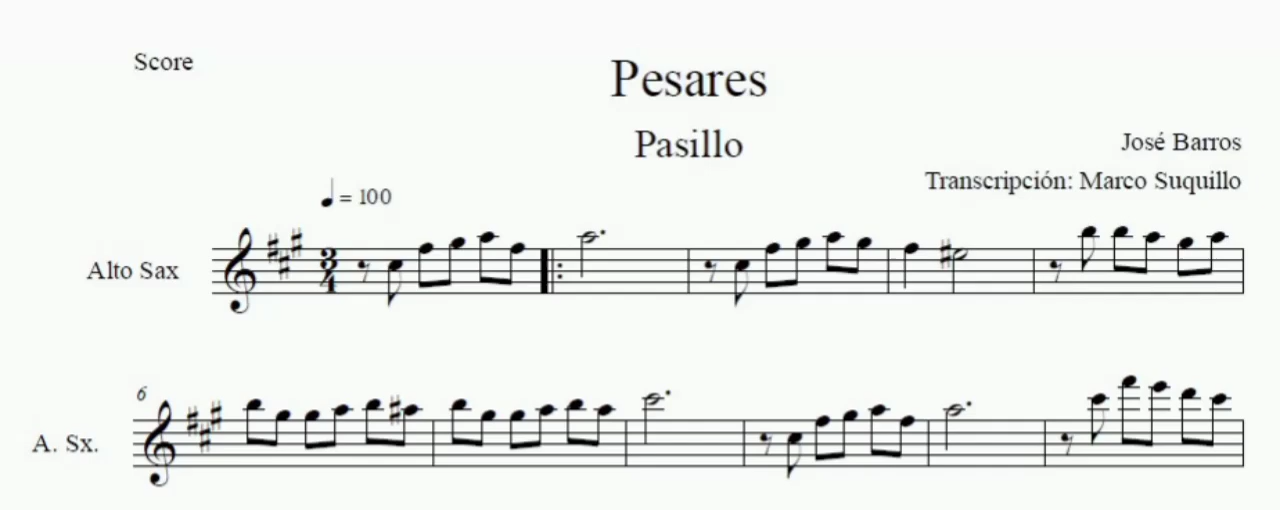 Score
Pesares
Pasillo
José Barros
Transcripción: Marco Suquillo
= 100
Alto Sax
3
4
6
A. Sx.